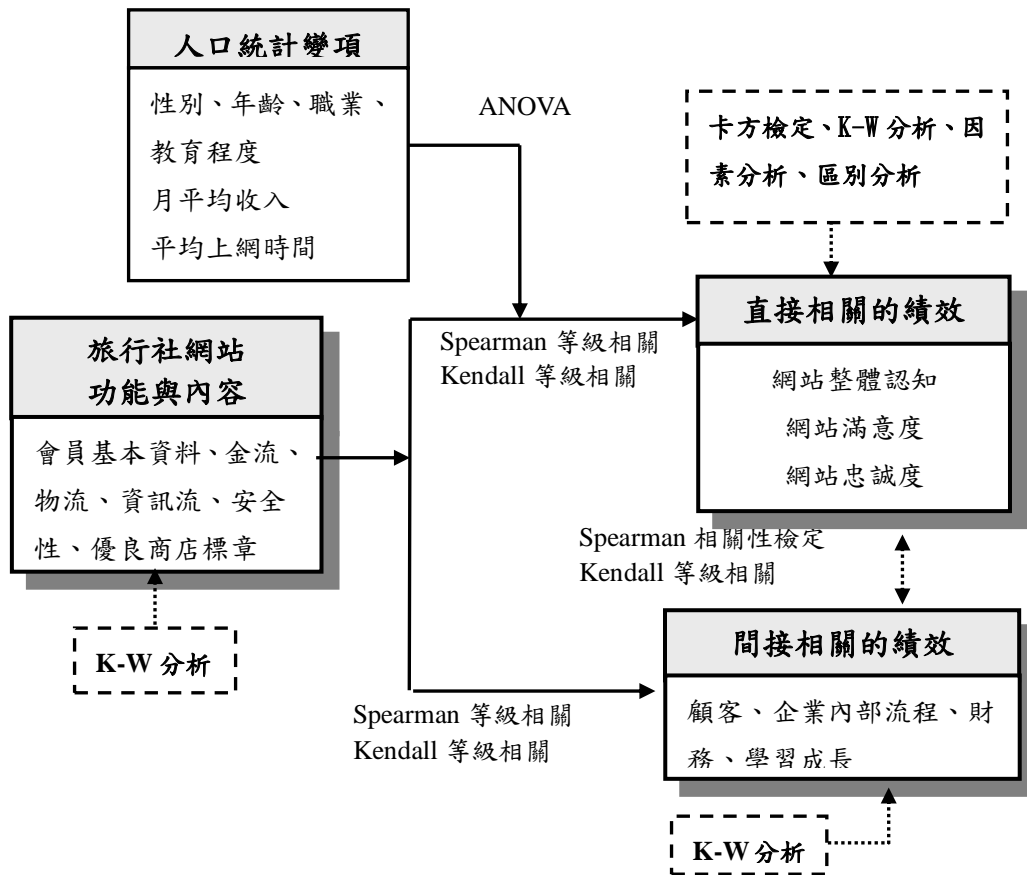 人口統計變項
性別、年齡、職業、
教育程度
月平均收入
平均上網時間
ANOVA
卡方檢定、K-W 分析、因
素分析、區別分析
旅行社網站
功能與內容
會員基本資料、金流、
物流、資訊流、安全
性、優良商店標章
K-W 分析
Spearman 等級相關
Kendall 等級相關
直接相關的績效
網站整體認知
網站滿意度
網站忠誠度
Spearman 相關性檢定
Kendall 等級相關
間接相關的績效
顧客、企業內部流程、財
務、學習成長
Spearman 等級相關
Kendall 等級相關
K-W 分析